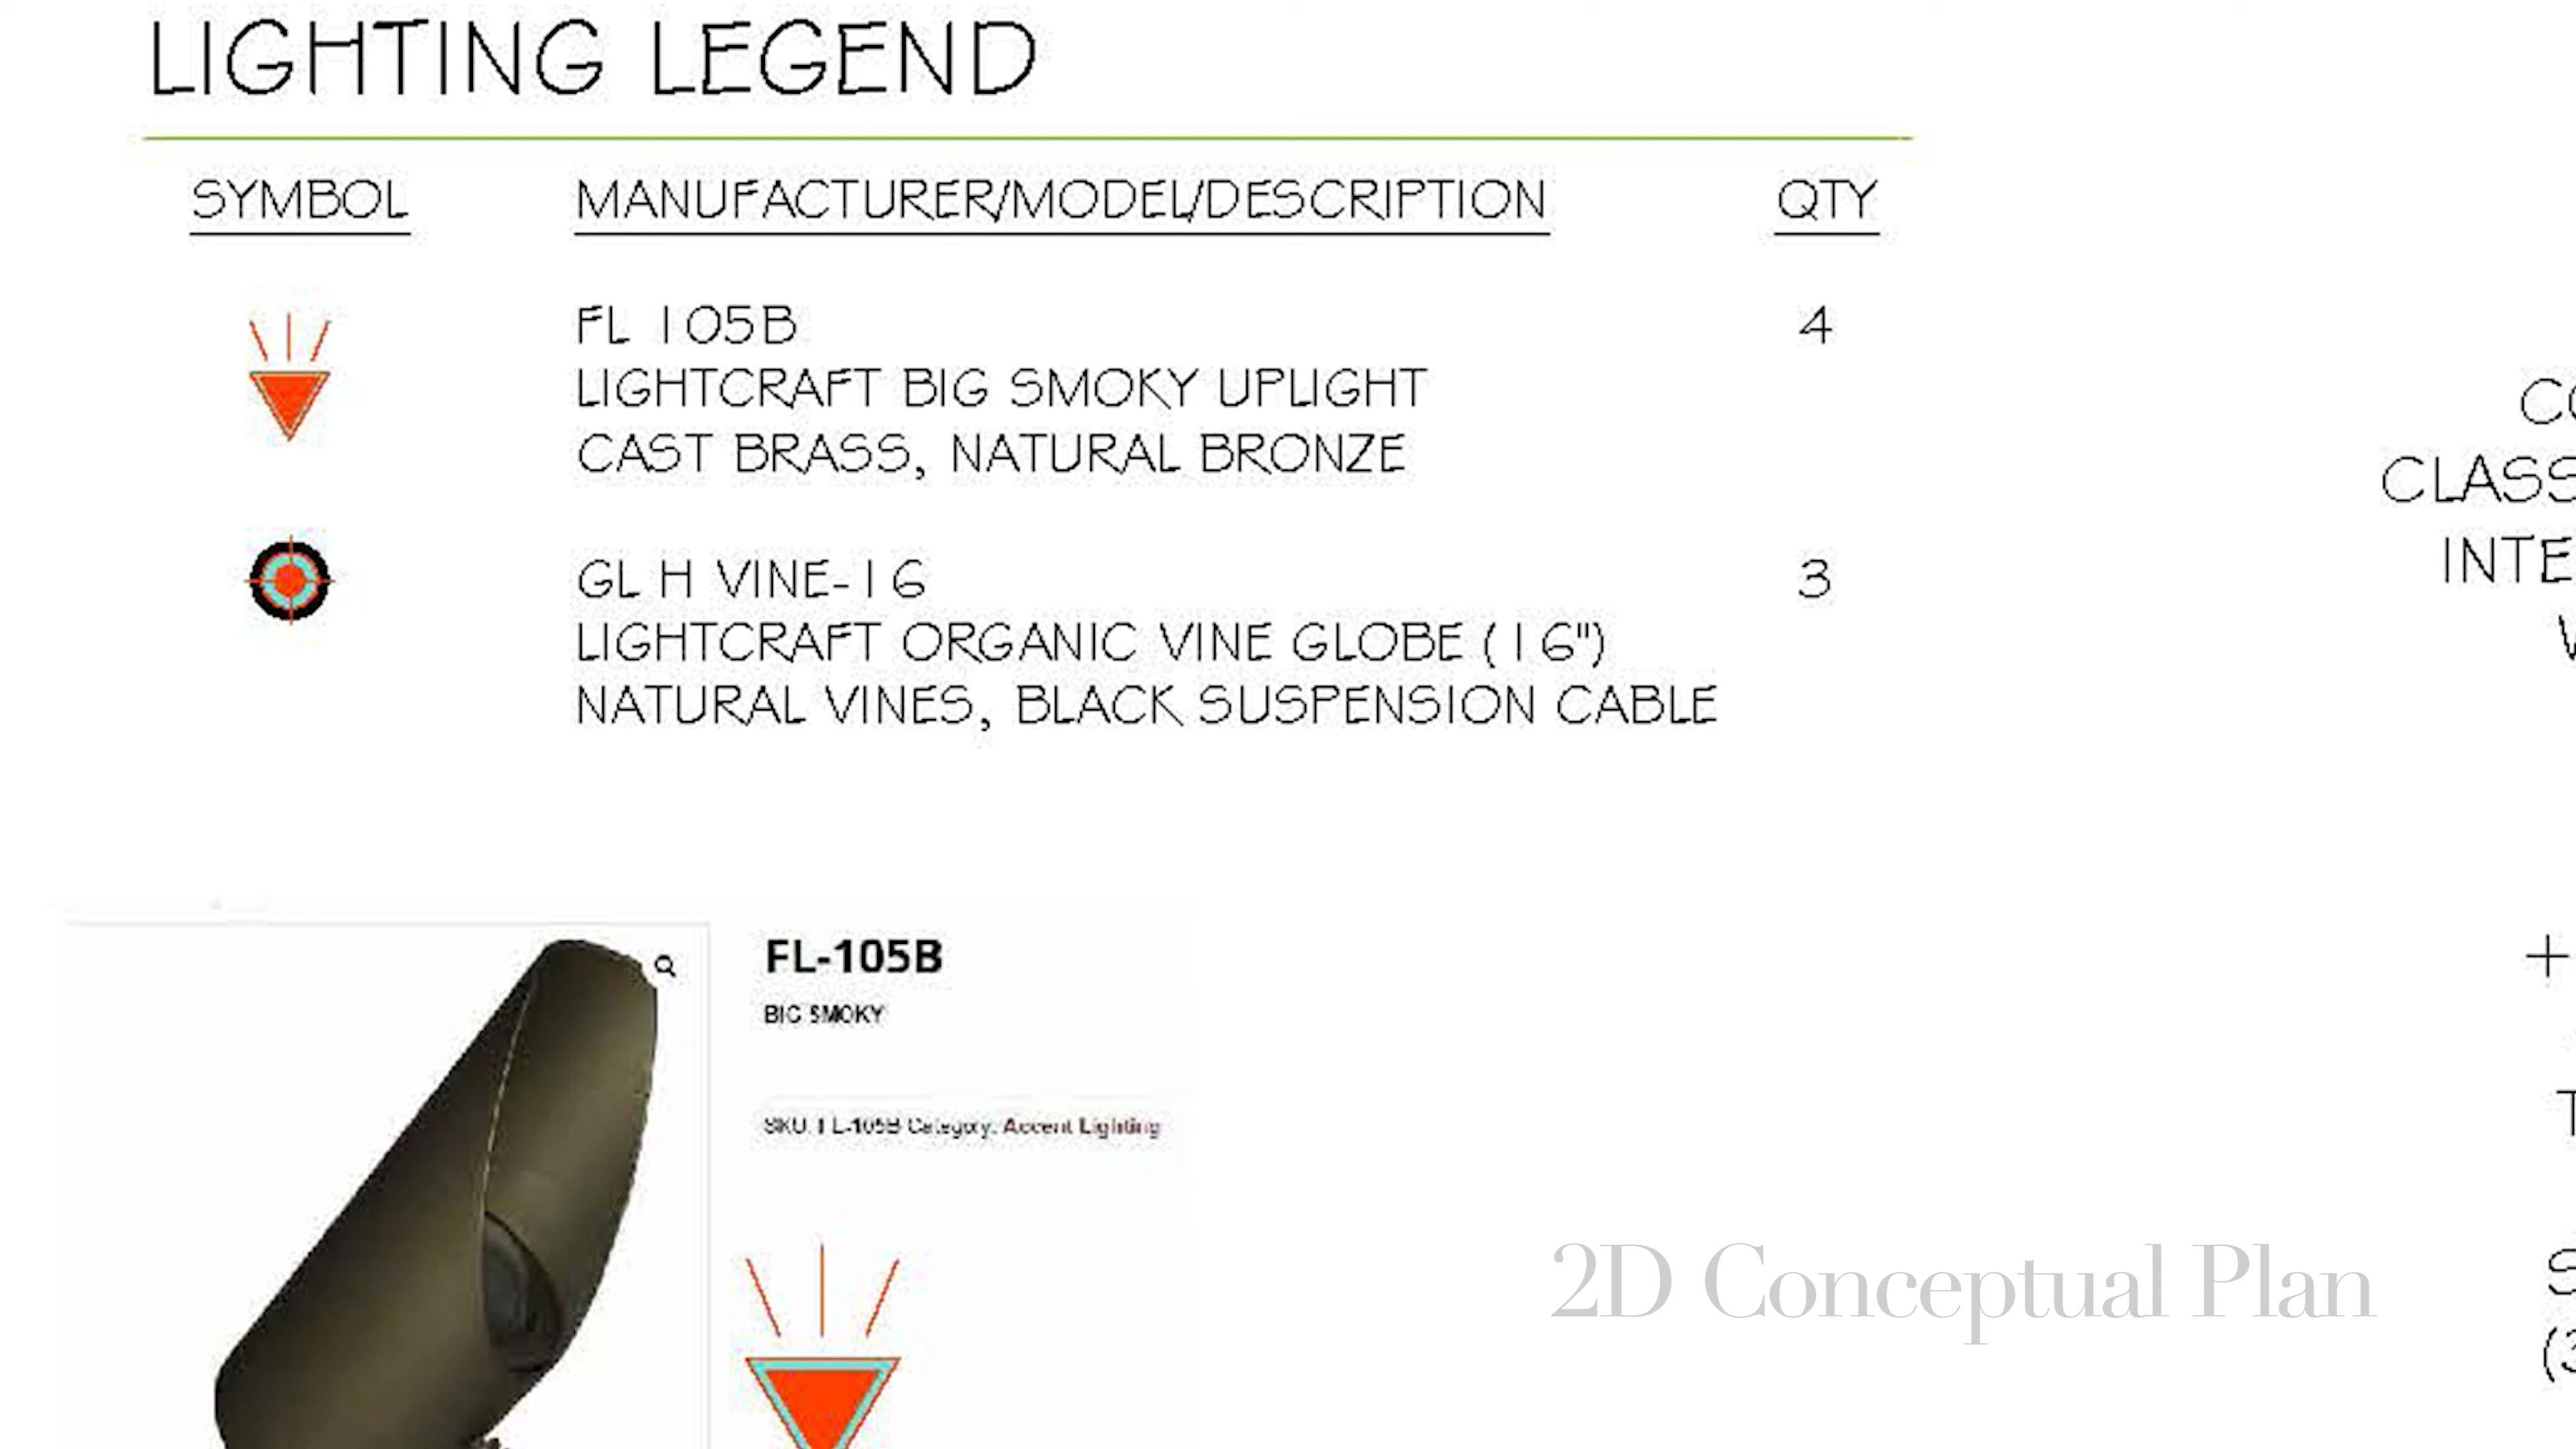 LIGHTING LEGEND
SYMBOL MANUFACTURER/MODEL/DESCRIPTION QTY
FL 105B 4
LIGHTCRAFT BIG SMOKY UPLIGHT
CAST BRASS, NATURAL BRONZE
GL H VINE-16 3
LIGHTCRAFT ORGANIC VINE GLOBE (16")
NATURAL VINES, BLACK SUSPENSION CABLE
FL-105B
BIG SMOKY
SKU: FL-105B Category: Accent Lighting
2D Conceptual Plan
CLASS
INTE
+